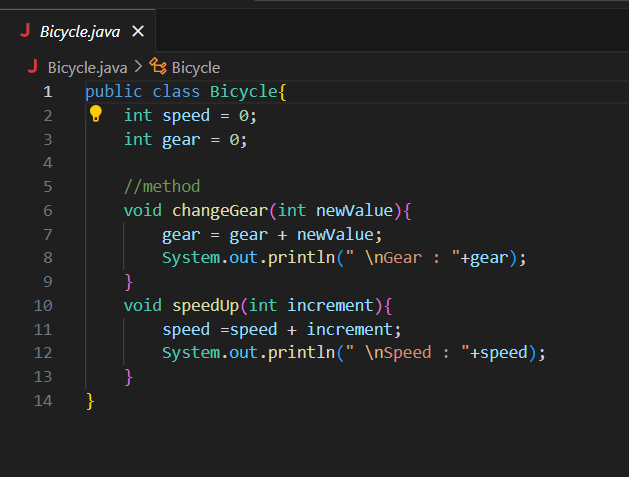 J Bicycle.java ×
J Bicycle.java > Bicycle
1 public class Bicycle{
2     int speed = 0;
3     int gear = 0;
4
5     //method
6     void changeGear(int newValue){
7         gear = gear + newValue;
8         System.out.println(" \nGear : "+gear);
9     }
10     void speedUp(int increment){
11         speed =speed + increment;
12         System.out.println(" \nSpeed : "+speed);
13     }
14 }